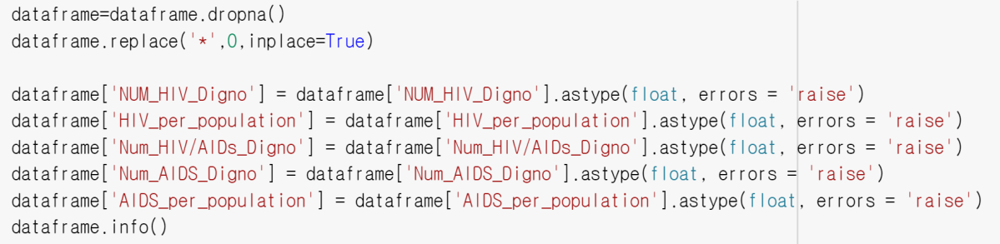 dataframe=dataframe.dropna()
dataframe.replace('*',0,inplace=True)
dataframe['NUM_HIV_Digno'] = dataframe['NUM_HIV_Digno'].astype(float, errors = 'raise')
dataframe['HIV_per_population'] = dataframe['HIV_per_population'].astype(float, errors = 'raise')
dataframe['Num_HIV/AIDs_Digno'] = dataframe['Num_HIV/AIDs_Digno'].astype(float, errors = 'raise')
dataframe['Num_AIDS_Digno'] = dataframe['Num_AIDS_Digno'].astype(float, errors = 'raise')
dataframe['AIDS_per_population'] = dataframe['AIDS_per_population'].astype(float, errors = 'raise')
dataframe.info()